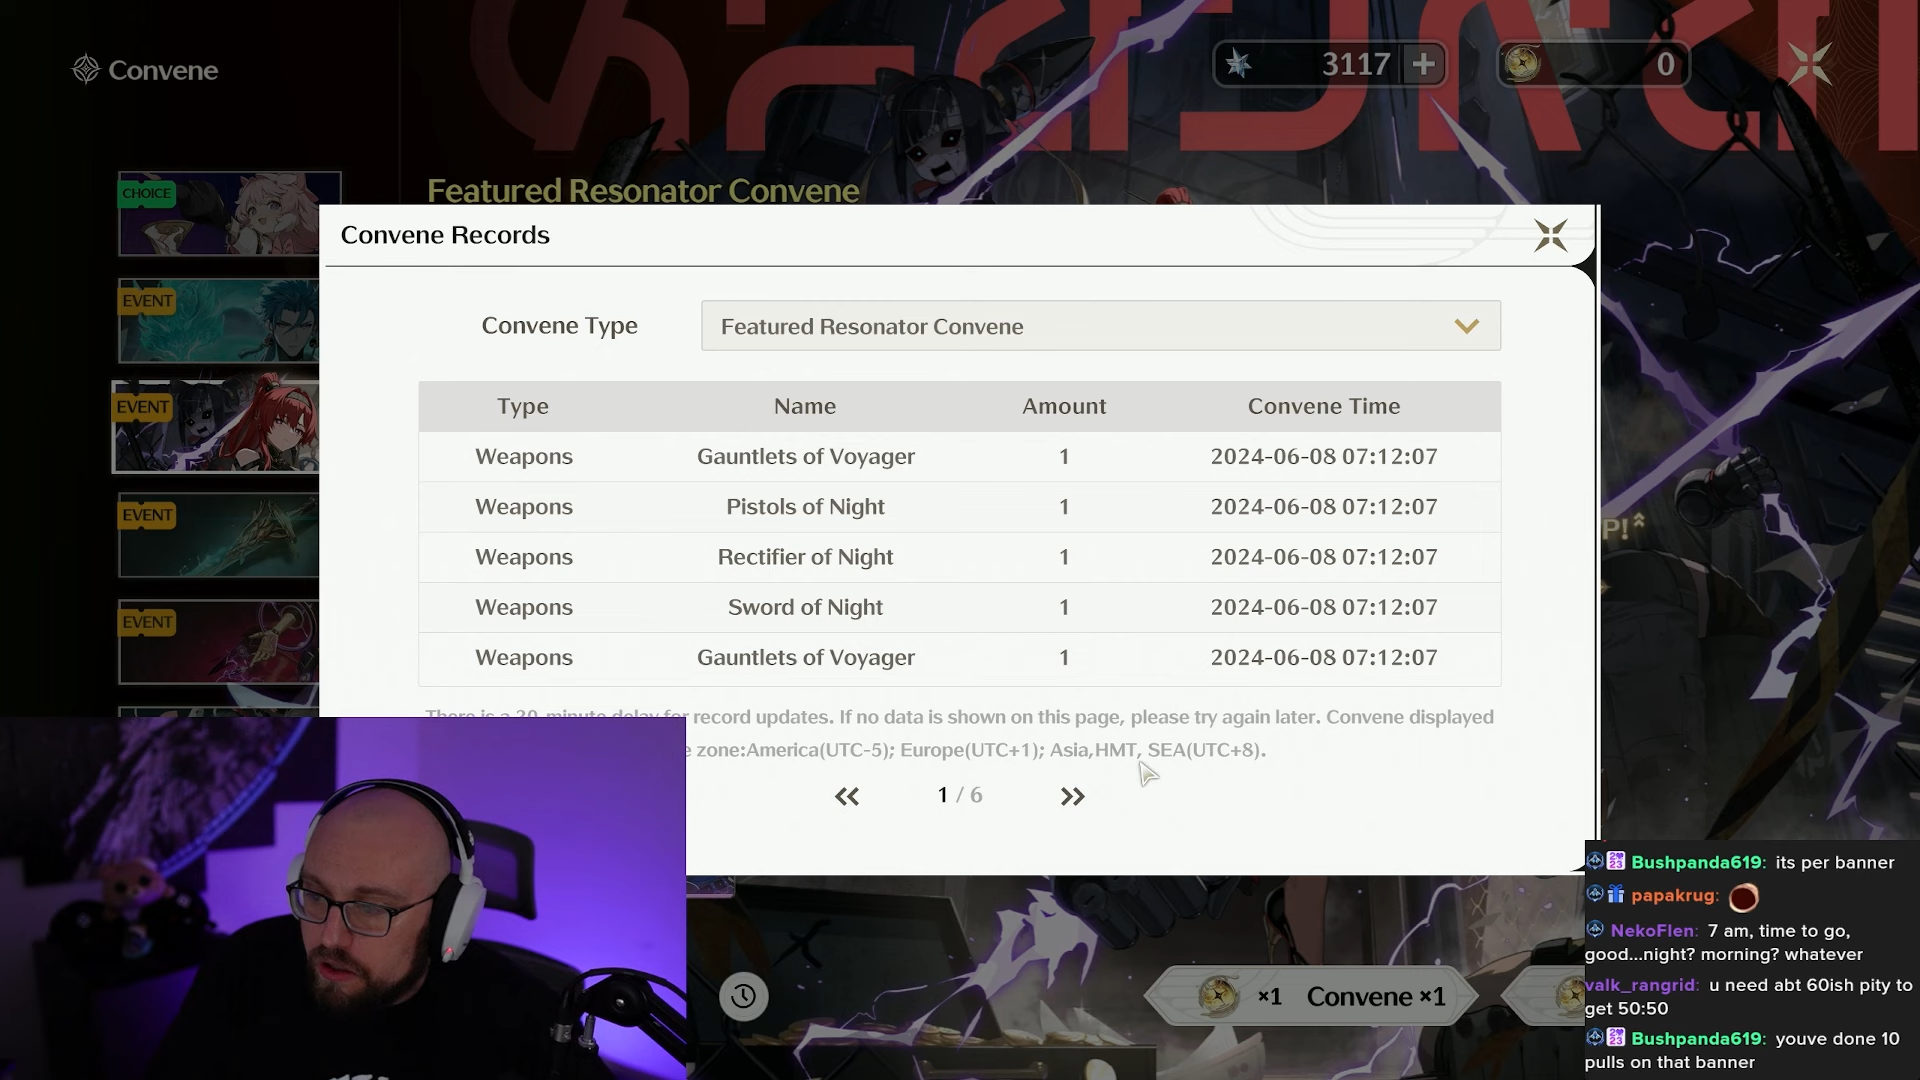 Convene
3117
0
CHOICE
Featured Resonator Convene
Convene Records
EVENT
Convene Type
Featured Resonator Convene
EVENT
Type Name Amount Convene Time
Weapons Gauntlets of Voyager 1 2024-06-08 07:12:07
Weapons Pistols of Night 1 2024-06-08 07:12:07
EVENT
P!
Weapons Rectifier of Night 1 2024-06-08 07:12:07
Weapons Sword of Night 1 2024-06-08 07:12:07
EVENT
Weapons Gauntlets of Voyager 1 2024-06-08 07:12:07
There is a 30-minute delay for record updates. If no data is shown on this page, please try again later. Convene displayed
zone:America(UTC-5); Europe(UTC+1); Asia,HMT, SEA(UTC+8).
1 / 6
×1 Convene ×1
Bushpanda619: its per banner
papakrug:
NekoFlen: 7 am, time to go,
good...night? morning? whatever
valk_rangrid: u need abt 60ish pity to
get 50:50
Bushpanda619: youve done 10
pulls on that banner